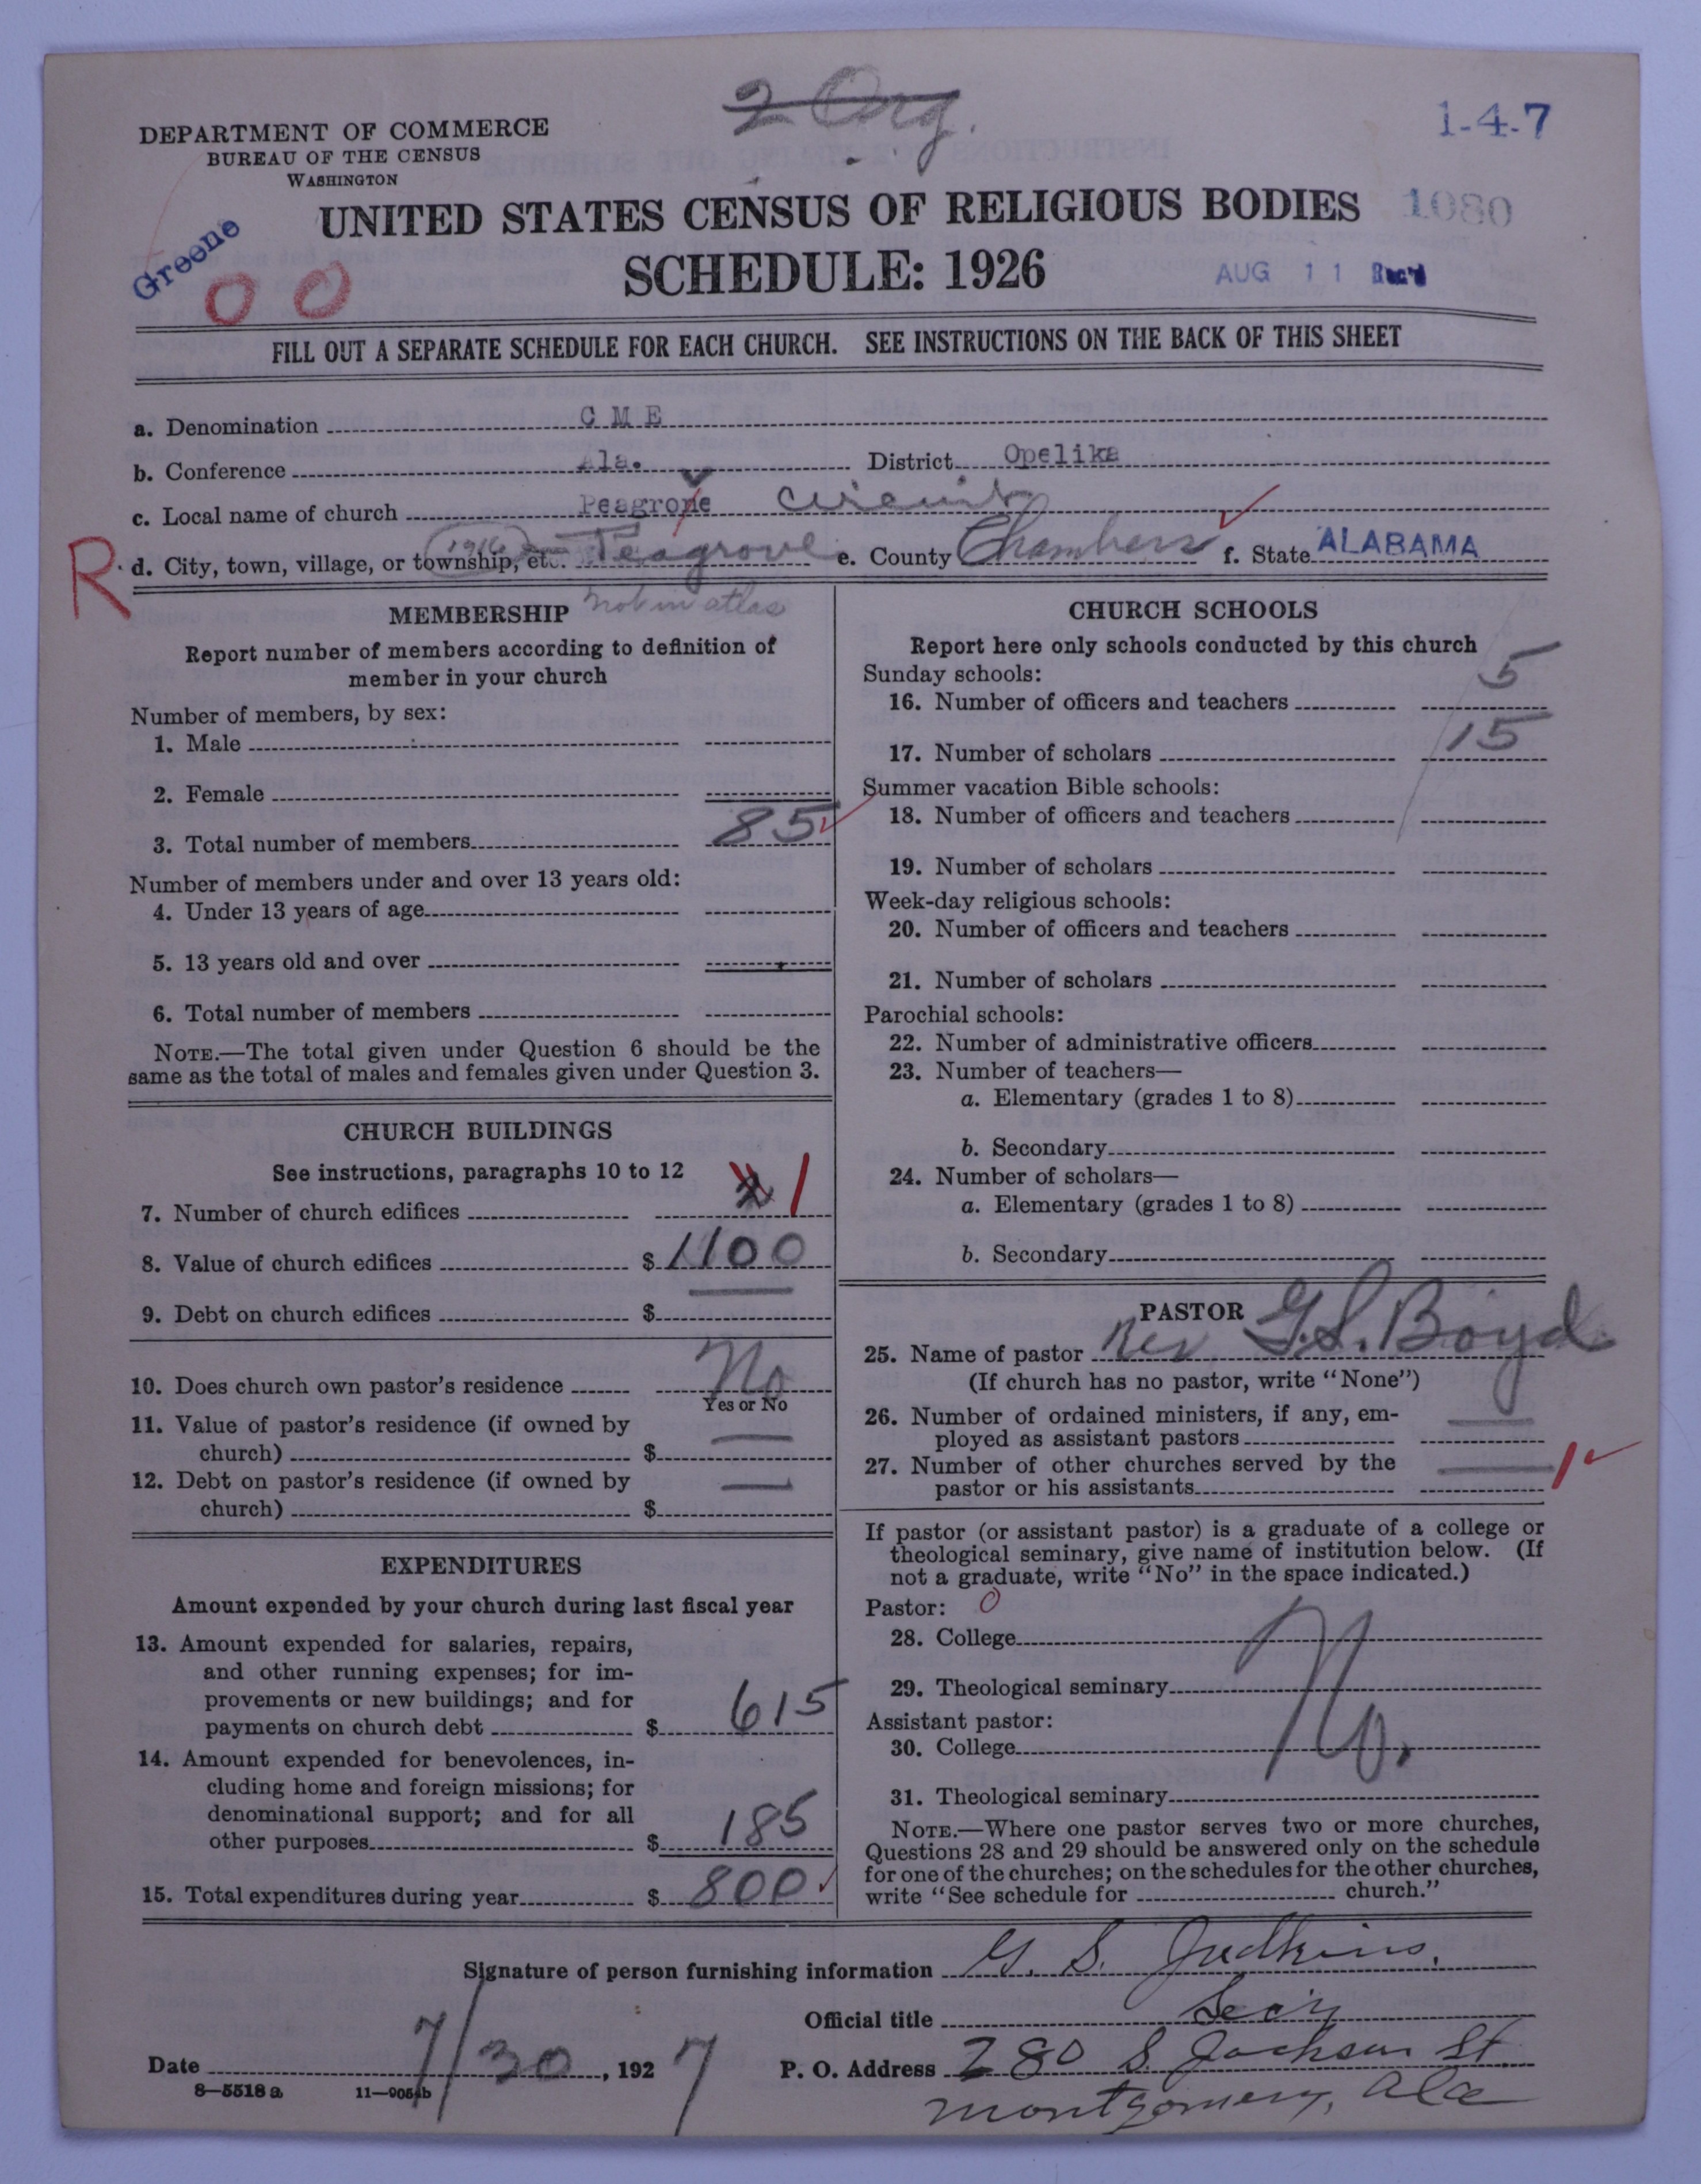 2 Org.
1-4-7
DEPARTMENT OF COMMERCE
BUREAU OF THE CENSUS
WASHINGTON
Greene
00
UNITED STATES CENSUS OF RELIGIOUS BODIES
1080
SCHEDULE: 1926
AUG 11 Rec'd
FILL OUT A SEPARATE SCHEDULE FOR EACH CHURCH. SEE INSTRUCTIONS ON THE BACK OF THIS SHEET
a. Denomination C M E
b. Conference Ala. District Opelika
c. Local name of church Peagrove Circuit
R
d. City, town, village, or township, etc. (1916) Peagrove e. County Chambers f. State ALABAMA
not in atlas
MEMBERSHIP
Report number of members according to definition of
member in your church
Number of members, by sex:
1. Male
2. Female
3. Total number of members 85
Number of members under and over 13 years old:
4. Under 13 years of age
5. 13 years old and over
6. Total number of members
NOTE.—The total given under Question 6 should be the
same as the total of males and females given under Question 3.
CHURCH BUILDINGS
See instructions, paragraphs 10 to 12
7. Number of church edifices 2 1
8. Value of church edifices $ 1100
9. Debt on church edifices $
10. Does church own pastor's residence No
Yes or No
11. Value of pastor's residence (if owned by
church) $ —
12. Debt on pastor's residence (if owned by
church) $ —
EXPENDITURES
Amount expended by your church during last fiscal year
13. Amount expended for salaries, repairs,
and other running expenses; for im-
provements or new buildings; and for
payments on church debt $ 615
14. Amount expended for benevolences, in-
cluding home and foreign missions; for
denominational support; and for all
other purposes $ 185
15. Total expenditures during year $ 800
CHURCH SCHOOLS
Report here only schools conducted by this church
Sunday schools:
16. Number of officers and teachers 5
17. Number of scholars 15
Summer vacation Bible schools:
18. Number of officers and teachers
19. Number of scholars
Week-day religious schools:
20. Number of officers and teachers
21. Number of scholars
Parochial schools:
22. Number of administrative officers
23. Number of teachers—
a. Elementary (grades 1 to 8)
b. Secondary
24. Number of scholars—
a. Elementary (grades 1 to 8)
b. Secondary
PASTOR
25. Name of pastor Rev G. S. Boyd
(If church has no pastor, write "None")
26. Number of ordained ministers, if any, em-
ployed as assistant pastors —
27. Number of other churches served by the
pastor or his assistants — 1
If pastor (or assistant pastor) is a graduate of a college or
theological seminary, give name of institution below. (If
not a graduate, write "No" in the space indicated.)
Pastor: 0
28. College
29. Theological seminary No.
Assistant pastor:
30. College
31. Theological seminary
NOTE.—Where one pastor serves two or more churches,
Questions 28 and 29 should be answered only on the schedule
for one of the churches; on the schedules for the other churches,
write "See schedule for church."
Signature of person furnishing information G. S. Judkins,
Official title Sec'y
Date 7/30, 1927 P. O. Address 280 S. Jackson St.
8—5518a 11—9054b
Montgomery, Ala